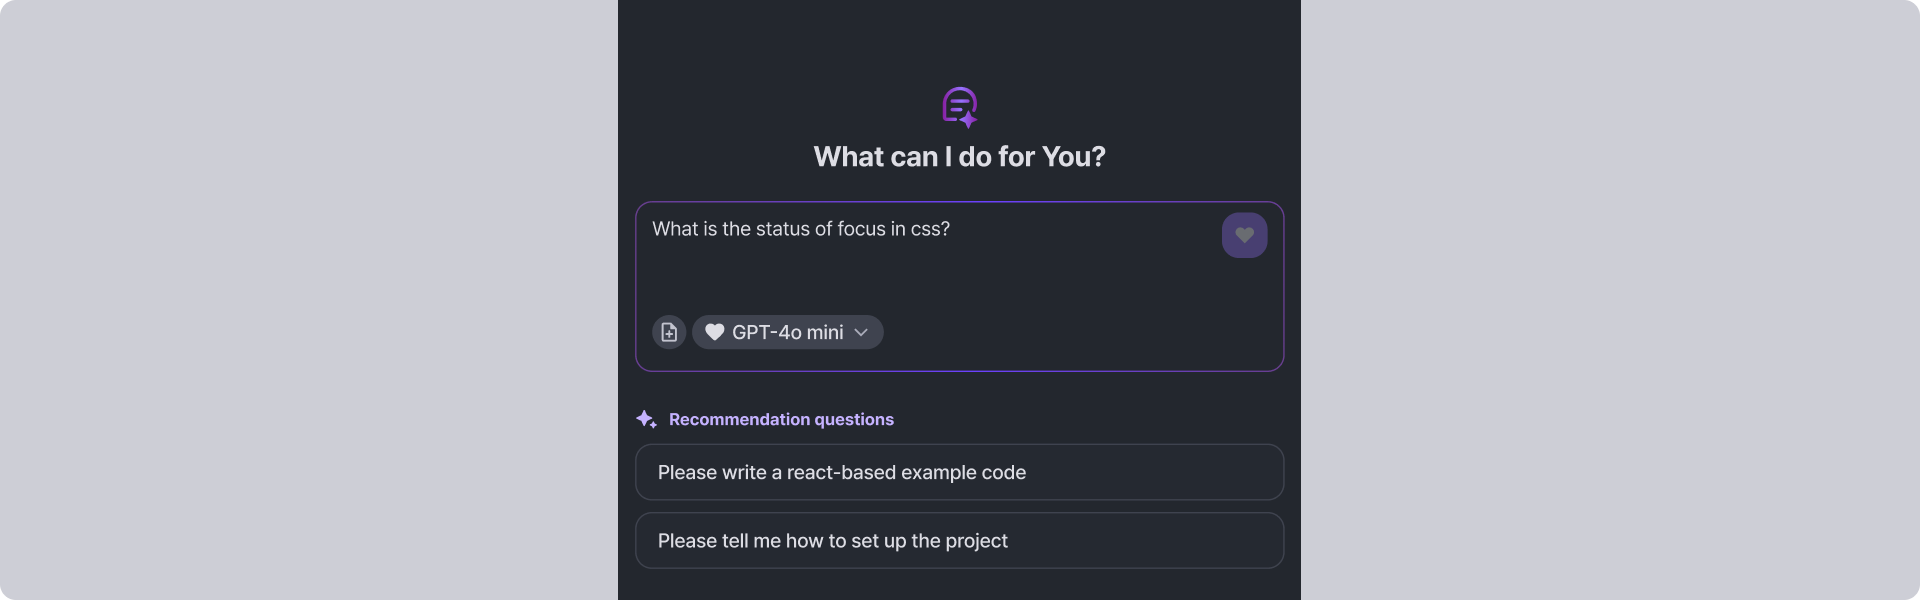 What can I do for You?
What is the status of focus in css?
GPT-4o mini
Recommendation questions
Please write a react-based example code
Please tell me how to set up the project